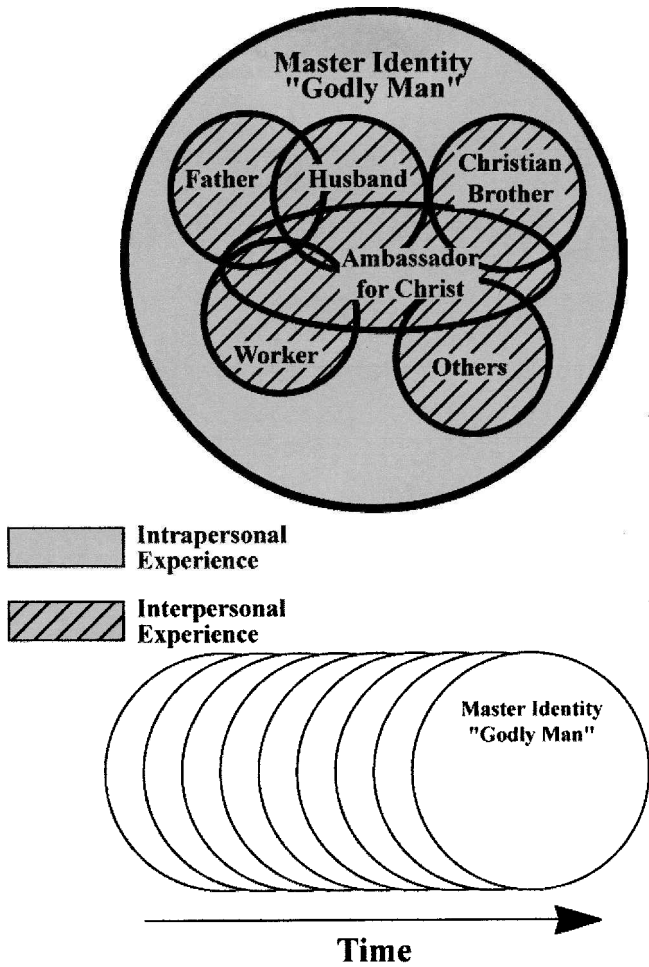 Master Identity
"Godly Man"
Father
Husband
Christian
Brother
Ambassador
for Christ
Worker
Others
Intrapersonal
Experience
Interpersonal
Experience
Master Identity
"Godly Man"
Time